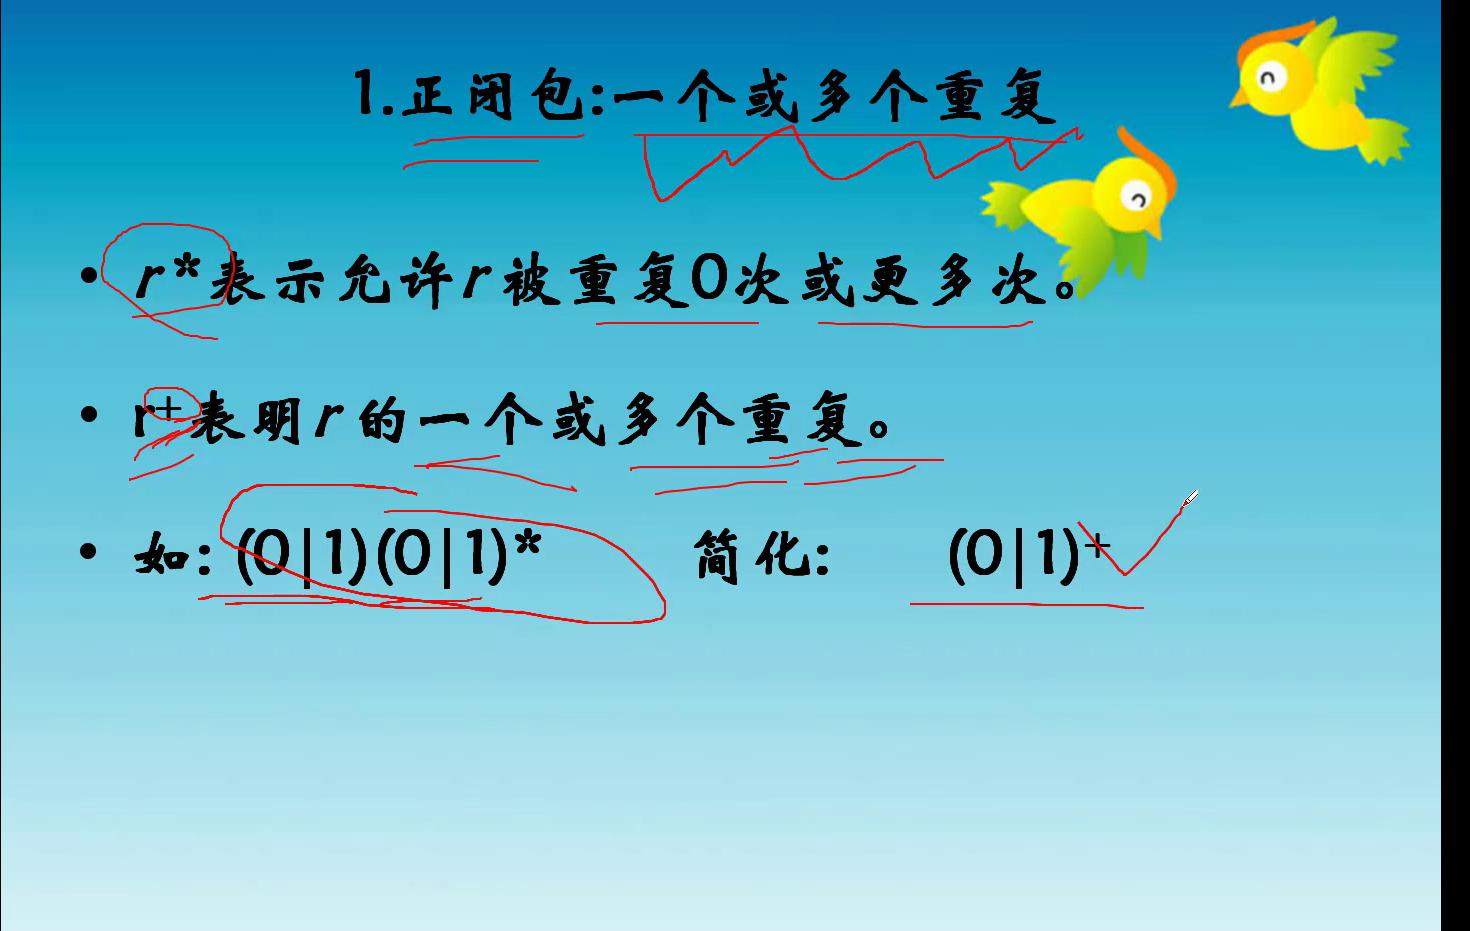 1.正闭包:一个或多个重复
• r*表示允许r被重复0次或更多次。
• r+表明r的一个或多个重复。
• 如:(0|1)(0|1)* 简化: (0|1)+